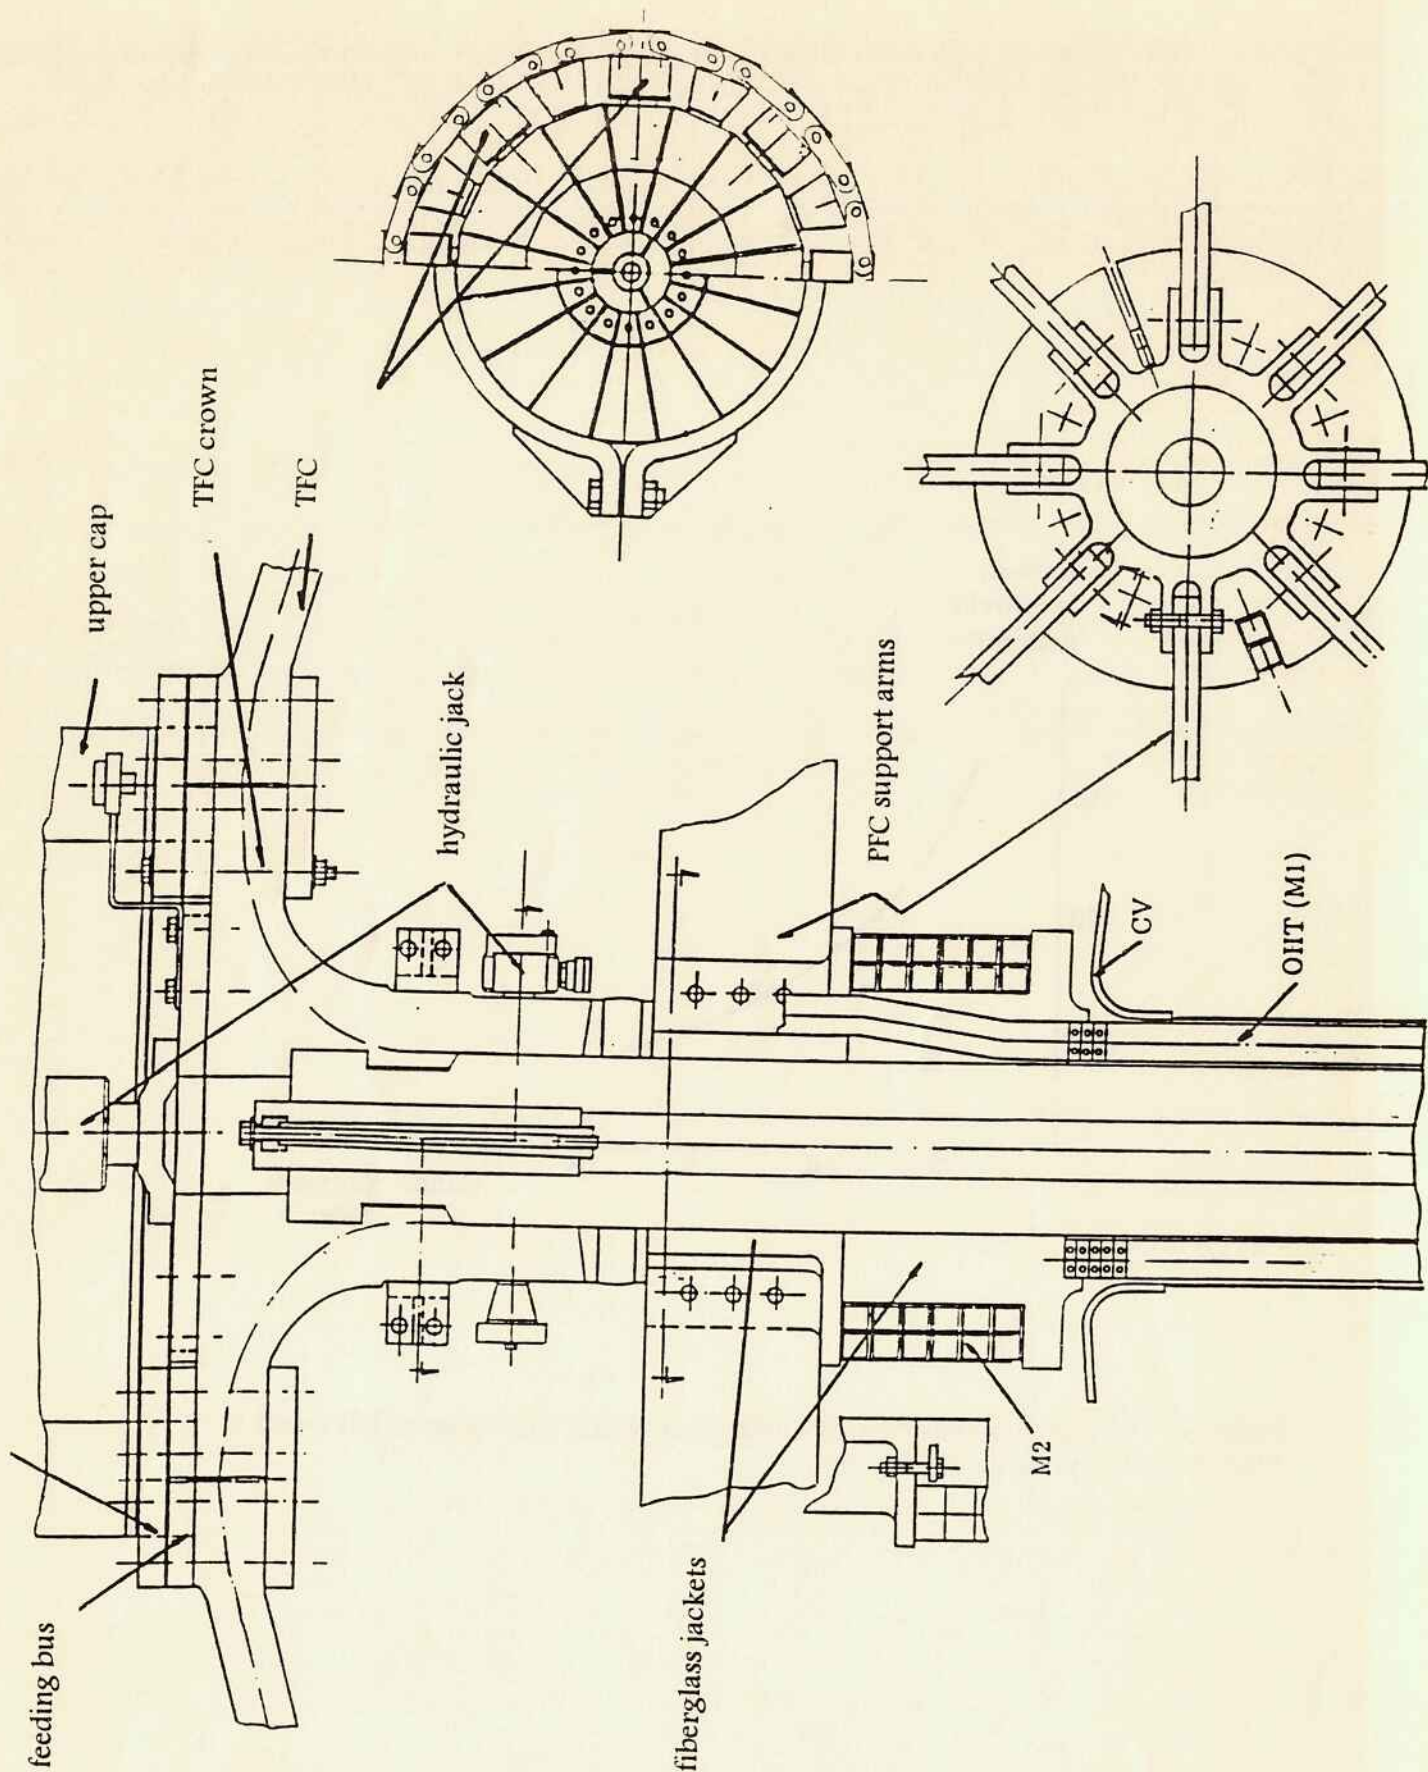 upper cap
TFC crown
TFC
feeding bus
hydraulic jack
PFC support arms
CV
OHT (M1)
M2
fiberglass jackets